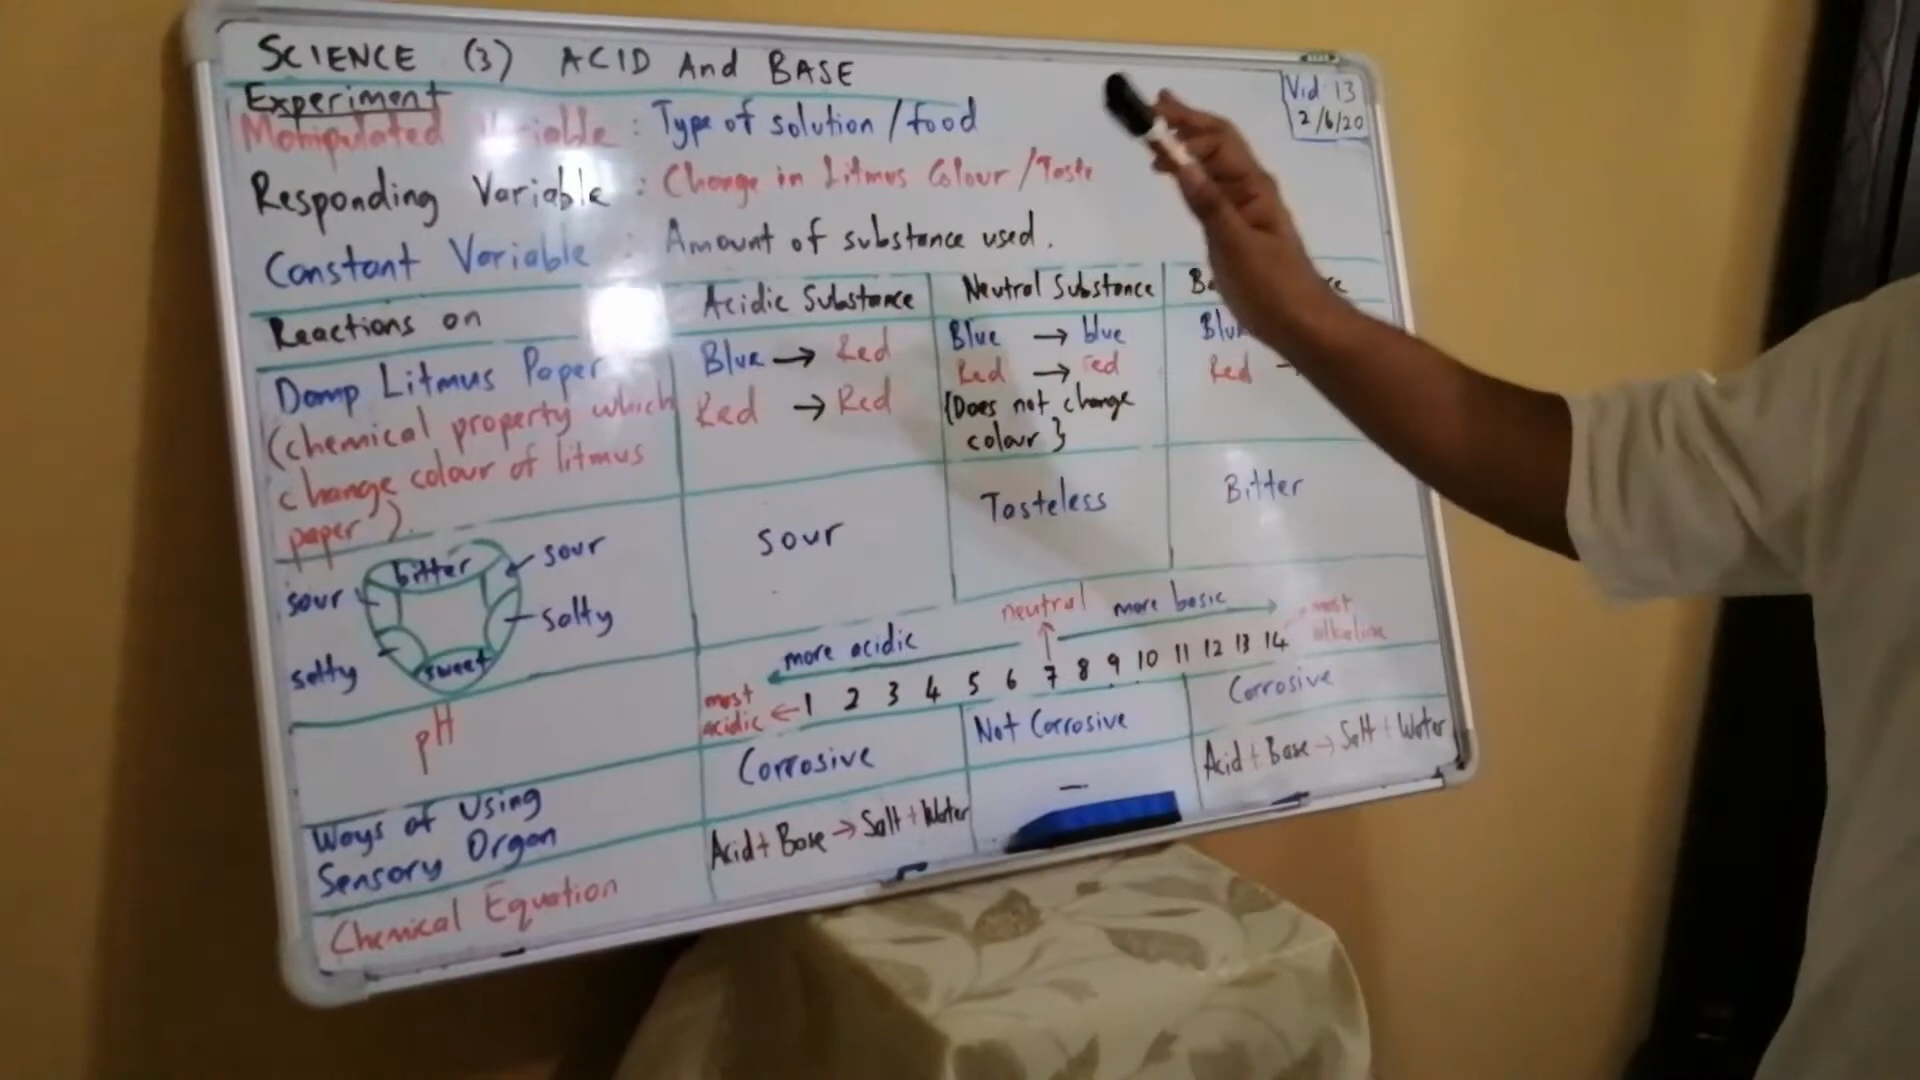 SCIENCE (3) ACID And BASE
Vid 13
2/6/20
Experiment
Manipulated Variable : Type of solution / food
Responding Variable : Change in Litmus Colour / Taste
Constant Variable : Amount of substance used.
Reactions on
Acidic Substance
Neutral Substance
Damp Litmus Paper
(chemical property which
change colour of litmus
paper).
Blue → Red
Red → Red
Blue → blue
Red → red
(Does not change
colour }
Red →
bitter
sour
sour
salty
salty
sweet
sour
Tasteless
Bitter
pH
more acidic
neutral
more basic
most
alkaline
most
acidic ← 1 2 3 4 5 6 7 8 9 10 11 12 13 14
Ways of Using
Sensory Organ
Corrosive
Not Corrosive
Corrosive
Chemical Equation
Acid + Base → Salt + Water
—
Acid + Base → Salt + Water